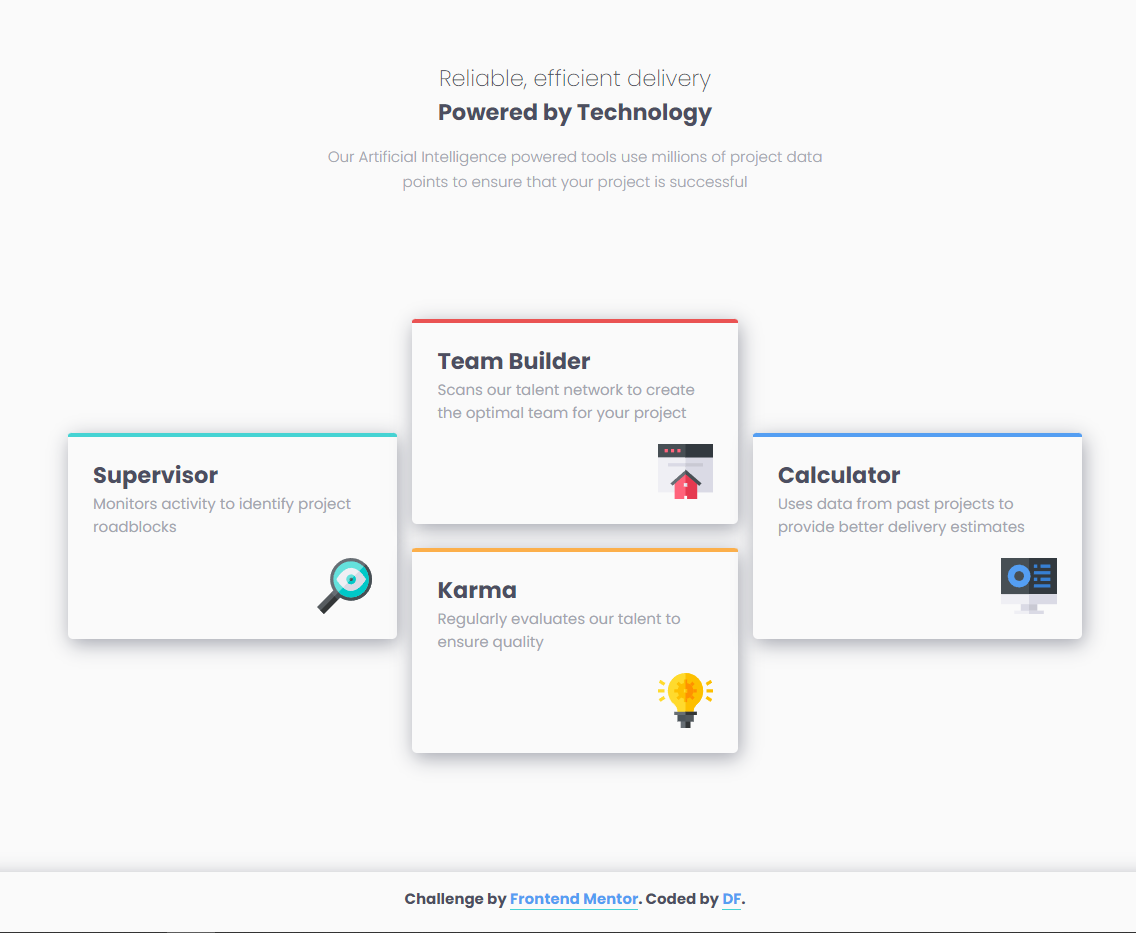 Reliable, efficient delivery
Powered by Technology
Our Artificial Intelligence powered tools use millions of project data
points to ensure that your project is successful
Team Builder
Scans our talent network to create
the optimal team for your project
Supervisor
Monitors activity to identify project
roadblocks
Calculator
Uses data from past projects to
provide better delivery estimates
Karma
Regularly evaluates our talent to
ensure quality
Challenge by Frontend Mentor. Coded by DF.